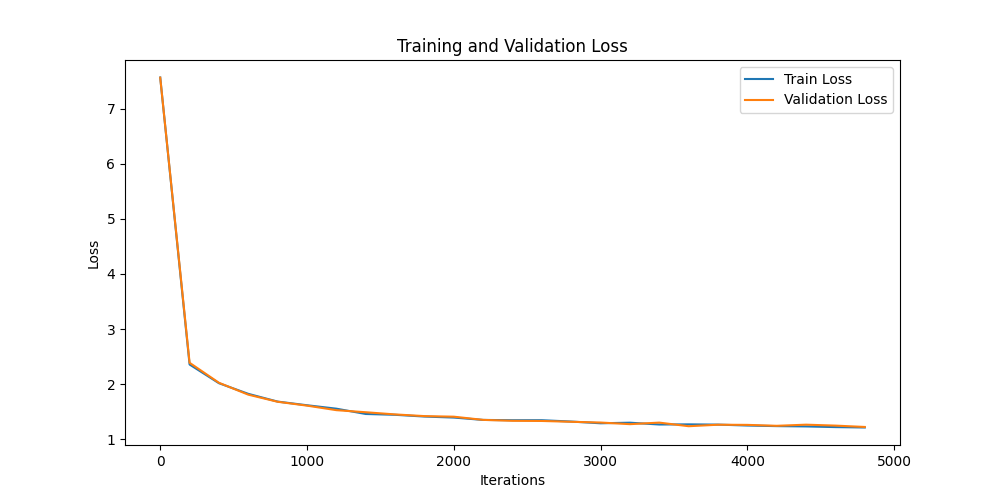 Training and Validation Loss
Train Loss
Validation Loss
Loss
7
6
5
4
3
2
1
0
1000
2000
3000
4000
5000
Iterations